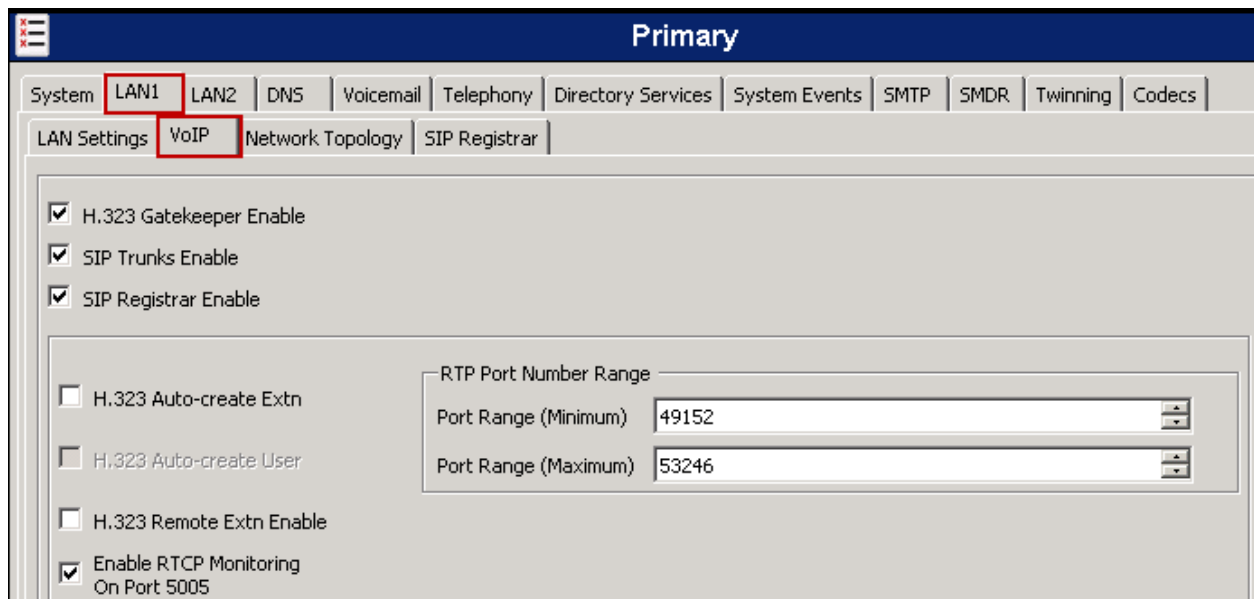 Primary
System LAN1 LAN2 DNS Voicemail Telephony Directory Services System Events SMTP SMDR Twinning Codecs
LAN Settings VoIP Network Topology SIP Registrar
H.323 Gatekeeper Enable
SIP Trunks Enable
SIP Registrar Enable
RTP Port Number Range
H.323 Auto-create Extn
Port Range (Minimum) 49152
H.323 Auto-create User
Port Range (Maximum) 53246
H.323 Remote Extn Enable
Enable RTCP Monitoring
On Port 5005